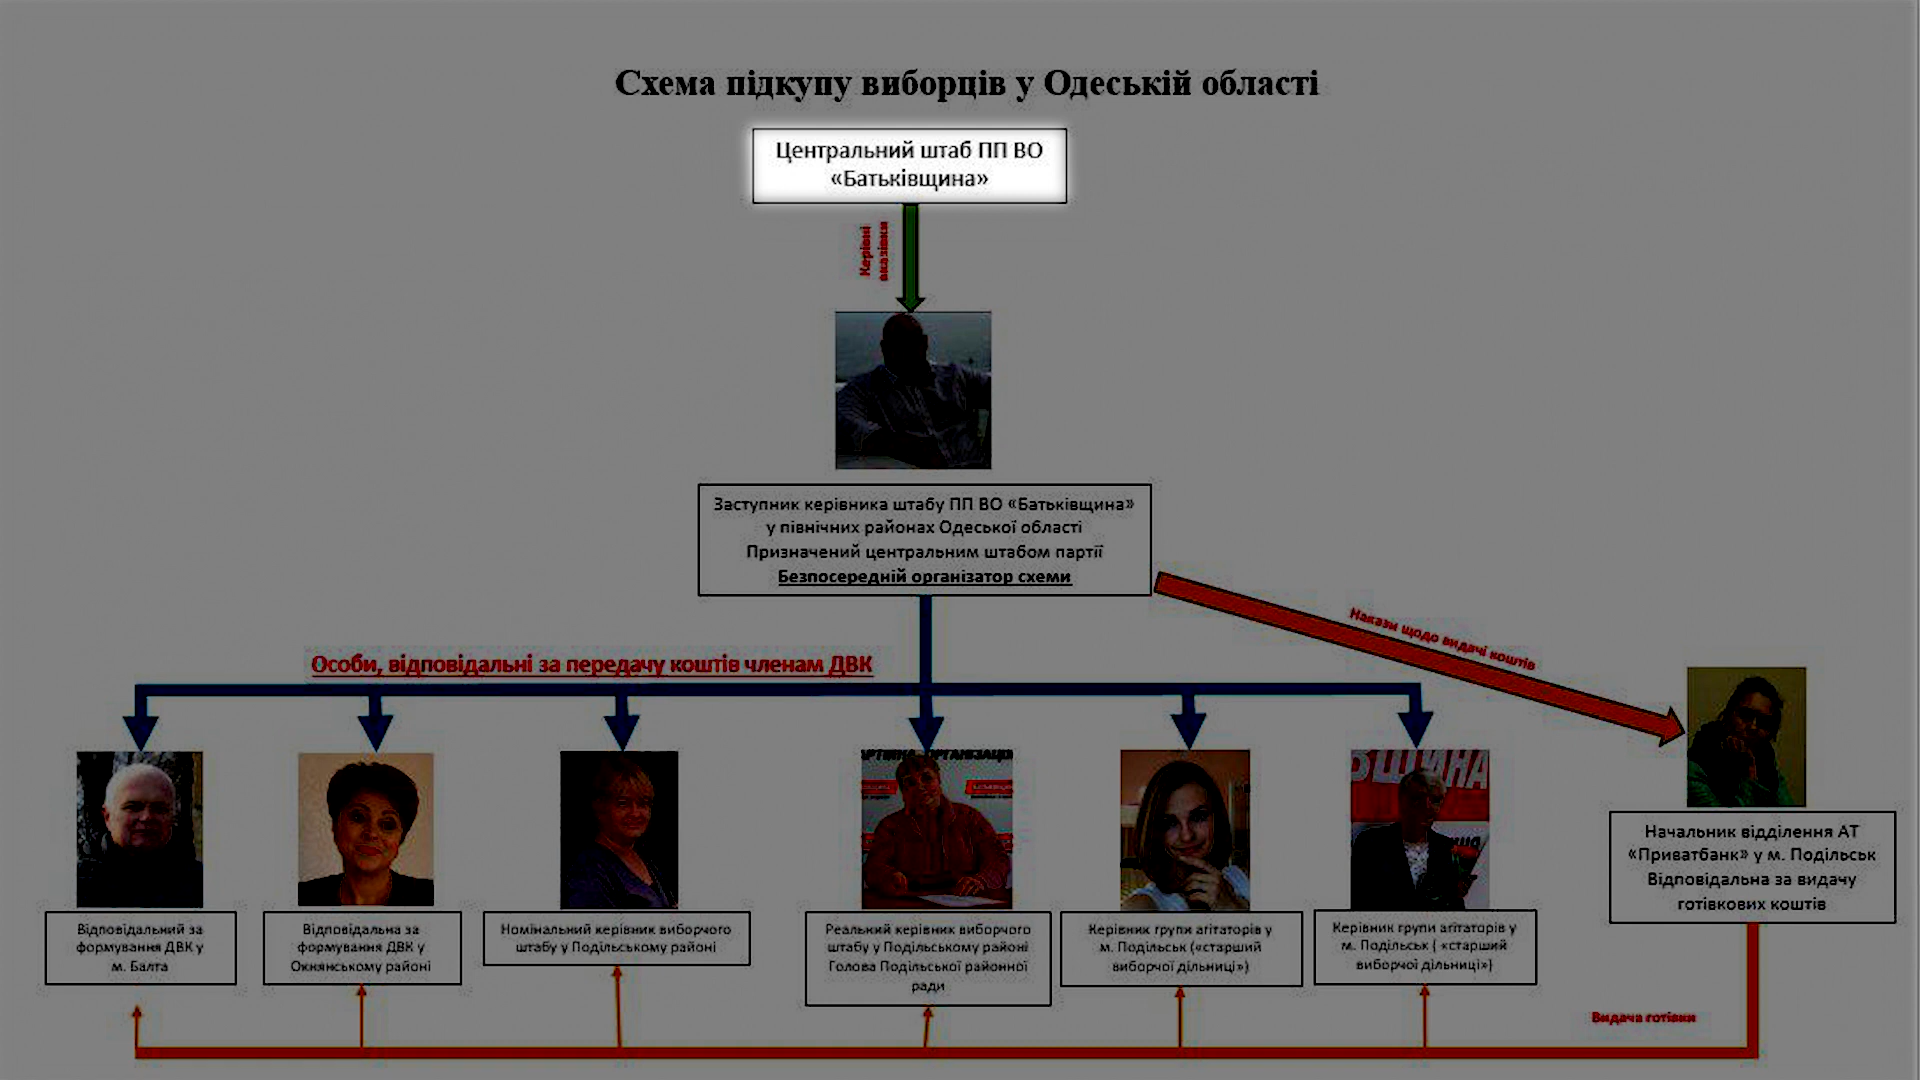 Схема підкупу виборців у Одеській області
Центральний штаб ПП ВО
«Батьківщина»
Керівні
вказівки
Заступник керівника штабу ПП ВО «Батьківщина»
у північних районах Одеської області
Призначений центральним штабом партії
Безпосередній організатор схеми
Накази щодо видачі коштів
Особи, відповідальні за передачу коштів членам ДВК
ОРГАНІЗАЦІЯ
ВЩИНА
Відповідальний за
формування ДВК у
м. Балта
Відповідальна за
формування ДВК у
Окнянському районі
Номінальний керівник виборчого
штабу у Подільському районі
Реальний керівник виборчого
штабу у Подільському районі
Голова Подільської районної
ради
Керівник групи агітаторів у
м. Подільськ («старший
виборчої дільниці»)
Керівник групи агітаторів у
м. Подільськ ( «старший
виборчої дільниці»)
Начальник відділення АТ
«Приватбанк» у м. Подільськ
Відповідальна за видачу
готівкових коштів
Видача готівки